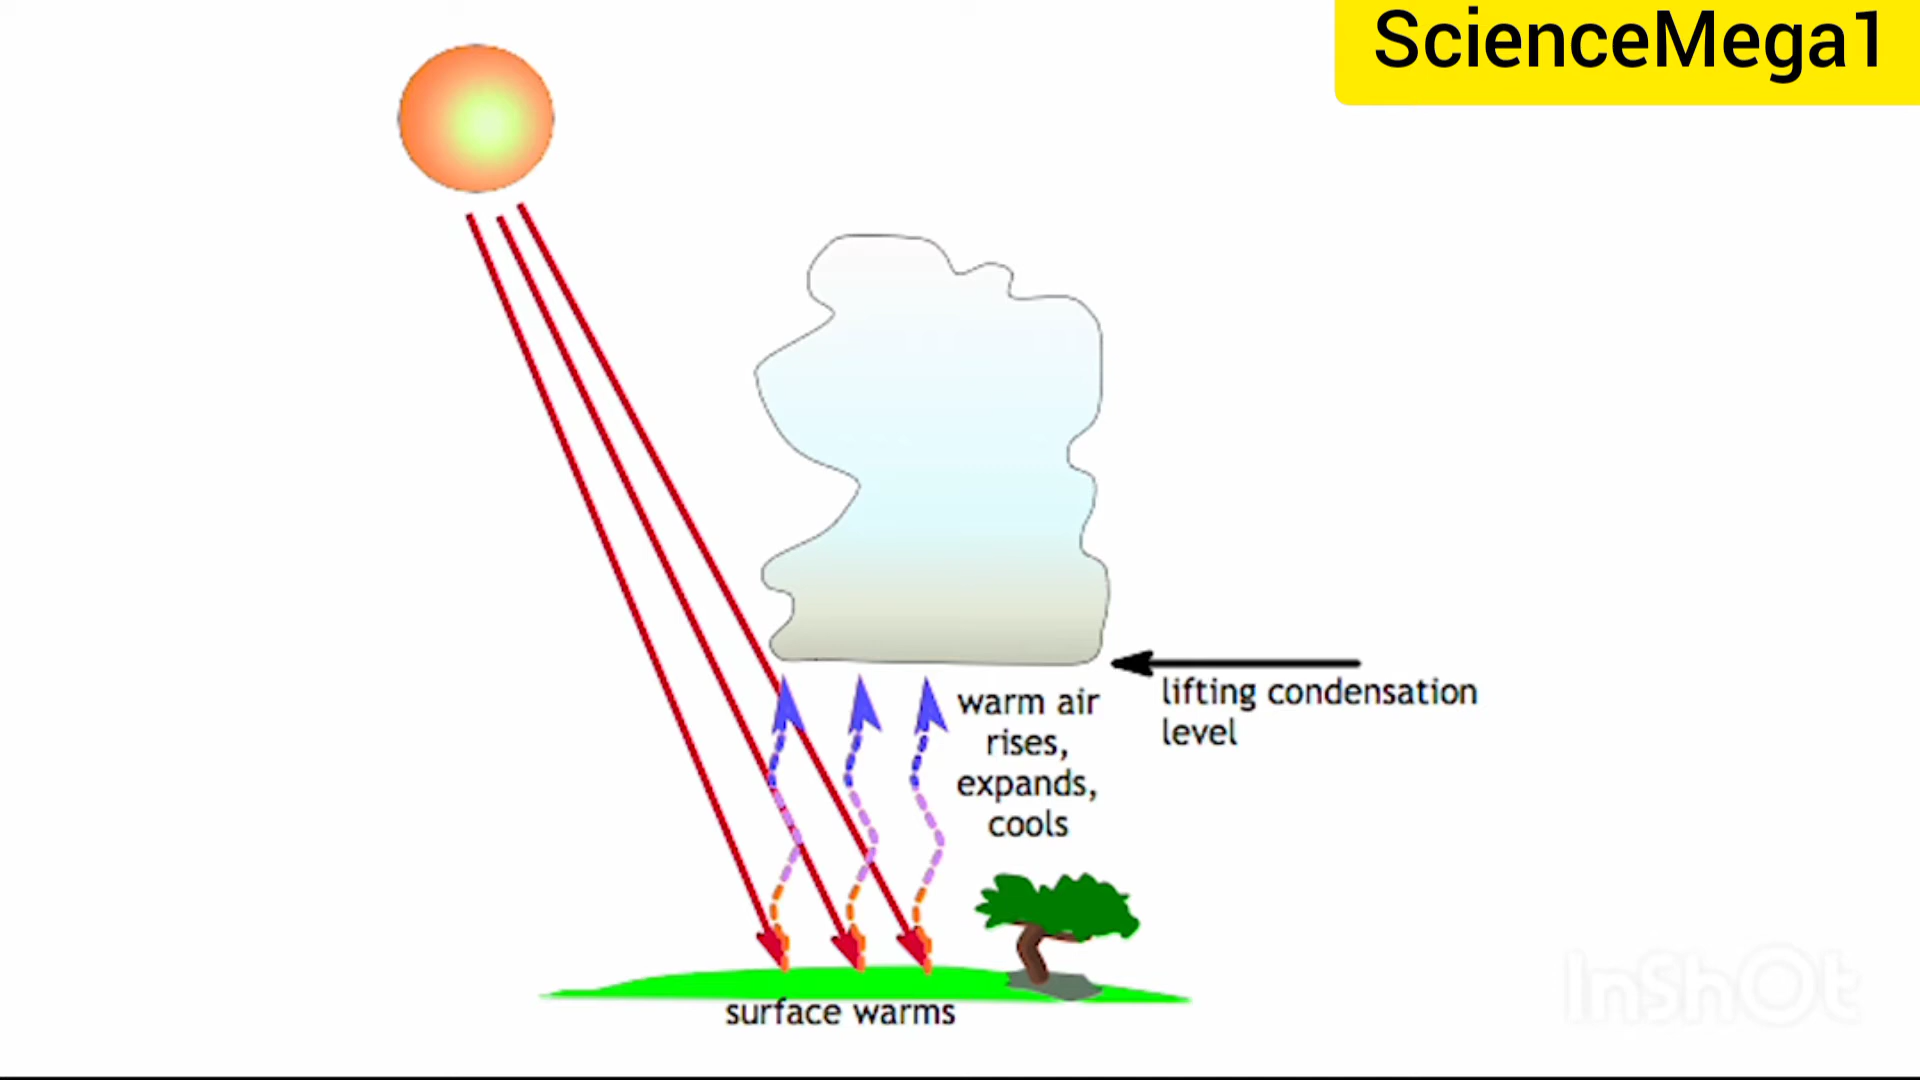 ScienceMega1
warm air
rises,
expands,
cools
lifting condensation
level
surface warms
InShOt